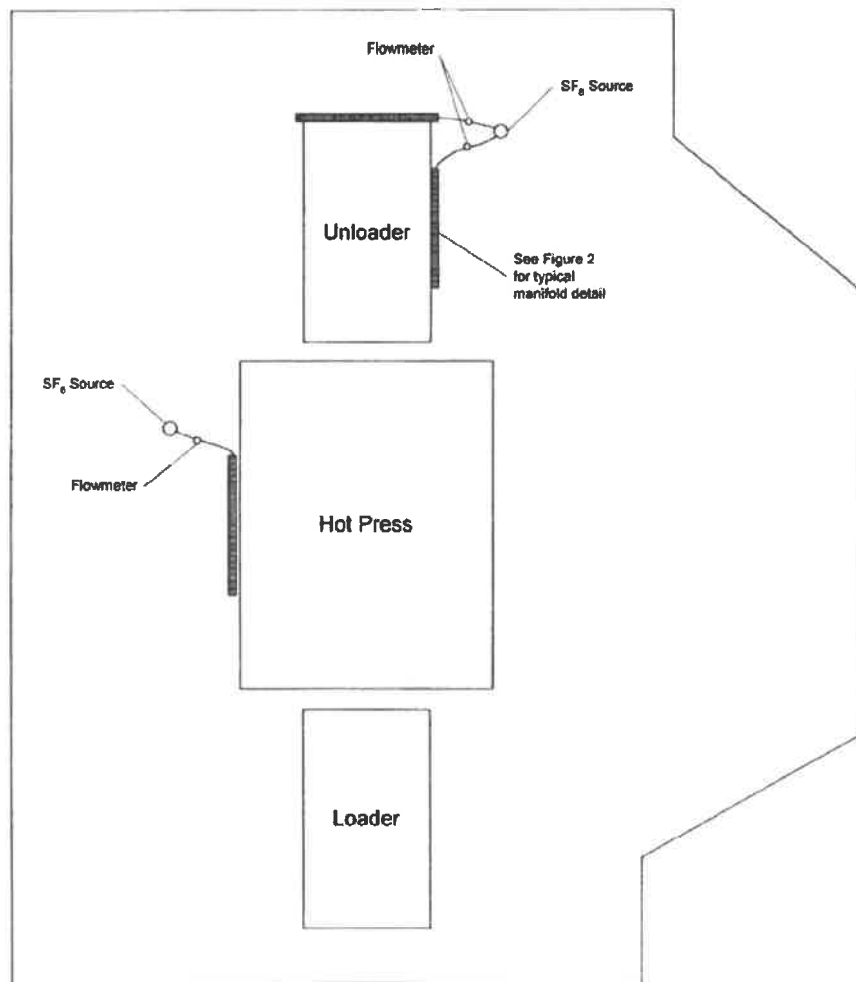 Flowmeter
SF₆ Source
Unloader
See Figure 2
for typical
manifold detail
SF₆ Source
Flowmeter
Hot Press
Loader